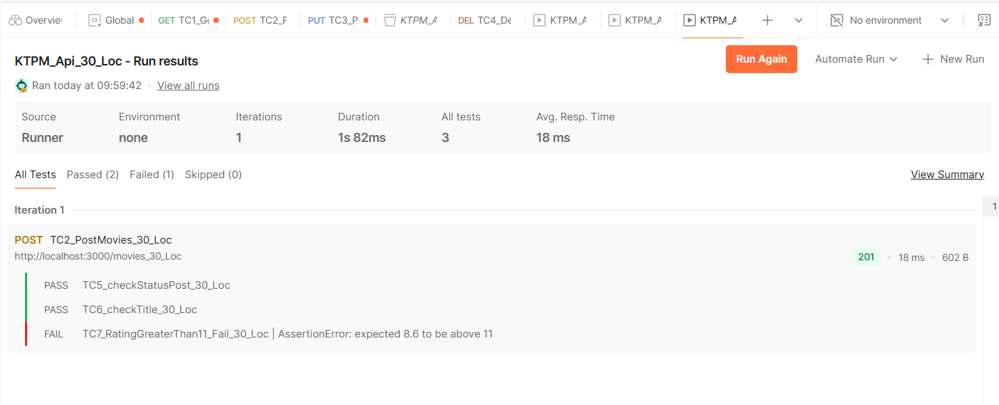 Overvie Global GET TC1_G POST TC2_F PUT TC3_P DEL TC4_De KTPM_A KTPM_A KTPM_A No environment
KTPM_Api_30_Loc - Run results
Run Again Automate Run New Run
Ran today at 09:59:42 · View all runs
Source Environment Iterations Duration All tests Avg. Resp. Time
Runner none 1 1s 82ms 3 18 ms
All Tests Passed (2) Failed (1) Skipped (0) View Summary
Iteration 1
1
POST TC2_PostMovies_30_Loc
http://localhost:3000/movies_30_Loc
201 • 18 ms • 602 B
PASS TC5_checkStatusPost_30_Loc
PASS TC6_checkTitle_30_Loc
FAIL TC7_RatingGreaterThan11_Fail_30_Loc | AssertionError: expected 8.6 to be above 11